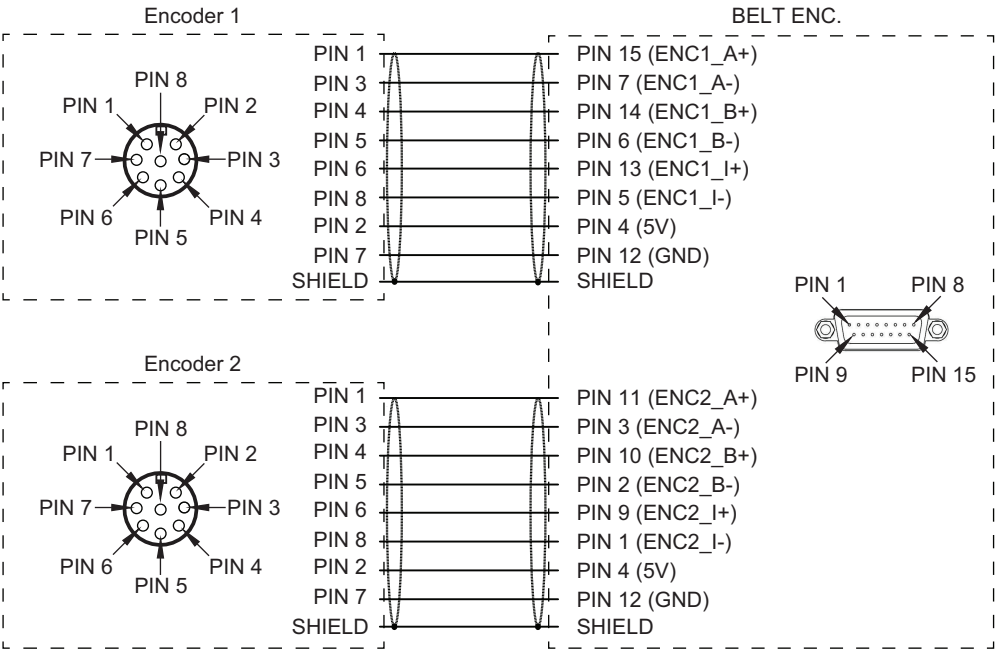 Encoder 1
BELT ENC.
PIN 8
PIN 1
PIN 2
PIN 7
PIN 3
PIN 6
PIN 4
PIN 5
PIN 1 PIN 15 (ENC1_A+)
PIN 3 PIN 7 (ENC1_A-)
PIN 4 PIN 14 (ENC1_B+)
PIN 5 PIN 6 (ENC1_B-)
PIN 6 PIN 13 (ENC1_I+)
PIN 8 PIN 5 (ENC1_I-)
PIN 2 PIN 4 (5V)
PIN 7 PIN 12 (GND)
SHIELD SHIELD
PIN 1 PIN 8
PIN 9 PIN 15
Encoder 2
PIN 8
PIN 1
PIN 2
PIN 7
PIN 3
PIN 6
PIN 4
PIN 5
PIN 1 PIN 11 (ENC2_A+)
PIN 3 PIN 3 (ENC2_A-)
PIN 4 PIN 10 (ENC2_B+)
PIN 5 PIN 2 (ENC2_B-)
PIN 6 PIN 9 (ENC2_I+)
PIN 8 PIN 1 (ENC2_I-)
PIN 2 PIN 4 (5V)
PIN 7 PIN 12 (GND)
SHIELD SHIELD